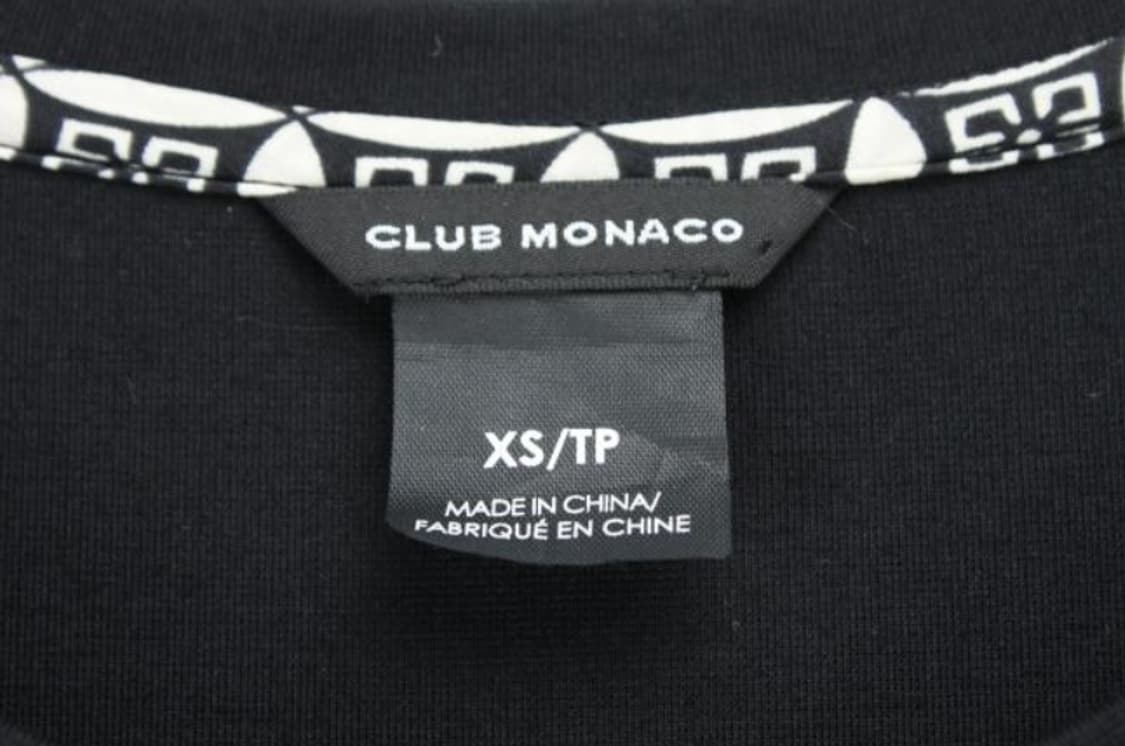 CLUB MONACO
XS/TP
MADE IN CHINA/
FABRIQUÉ EN CHINE